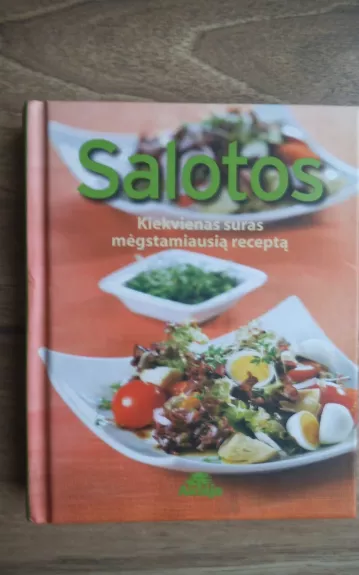 Salotos
Kiekvienas suras
mėgstamiausią receptą